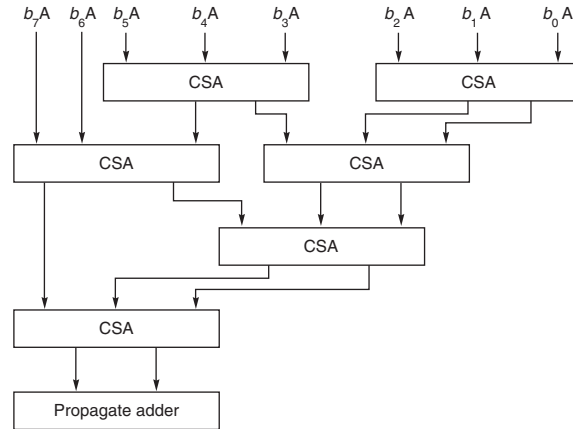 b₇A b₆A b₅A b₄A b₃A b₂A b₁A b₀A
CSA CSA
CSA CSA
CSA
CSA
Propagate adder